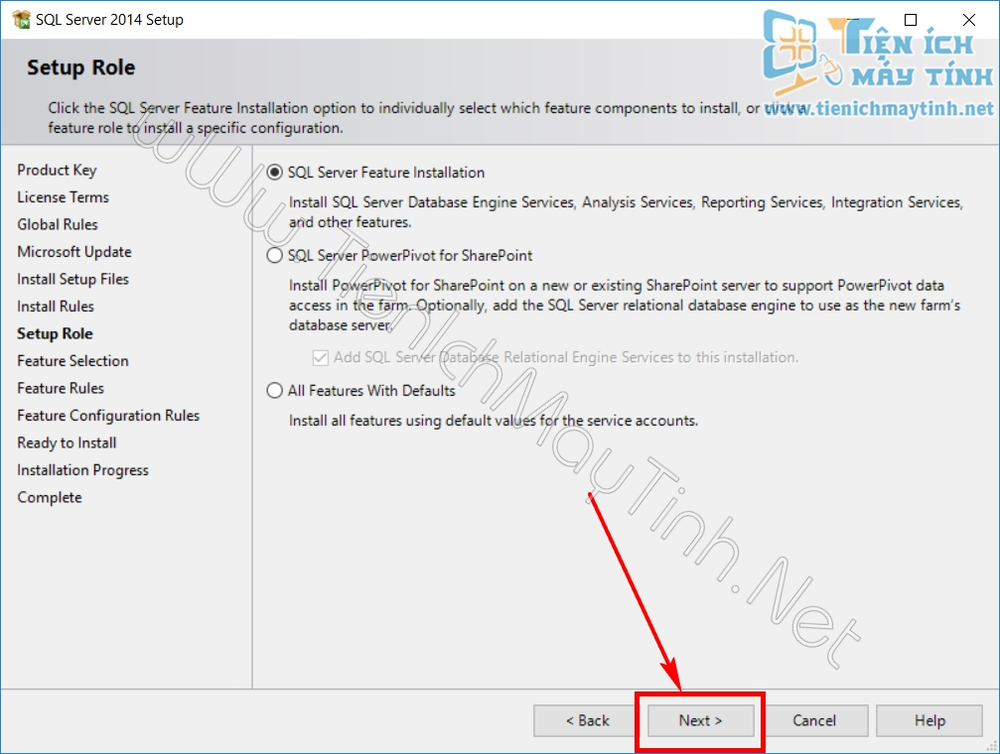 SQL Server 2014 Setup
TIỆN ÍCH
MÁY TÍNH
www.tienichmaytinh.net
Setup Role
Click the SQL Server Feature Installation option to individually select which feature components to install, or click a
feature role to install a specific configuration.
Product Key
License Terms
Global Rules
Microsoft Update
Install Setup Files
Install Rules
Setup Role
Feature Selection
Feature Rules
Feature Configuration Rules
Ready to Install
Installation Progress
Complete
SQL Server Feature Installation
Install SQL Server Database Engine Services, Analysis Services, Reporting Services, Integration Services,
and other features.
SQL Server PowerPivot for SharePoint
Install PowerPivot for SharePoint on a new or existing SharePoint server to support PowerPivot data
access in the farm. Optionally, add the SQL Server relational database engine to use as the new farm's
database server.
Add SQL Server Database Relational Engine Services to this installation.
All Features With Defaults
Install all features using default values for the service accounts.
wWw.TienIchMayTinh.Net
< Back
Next >
Cancel
Help